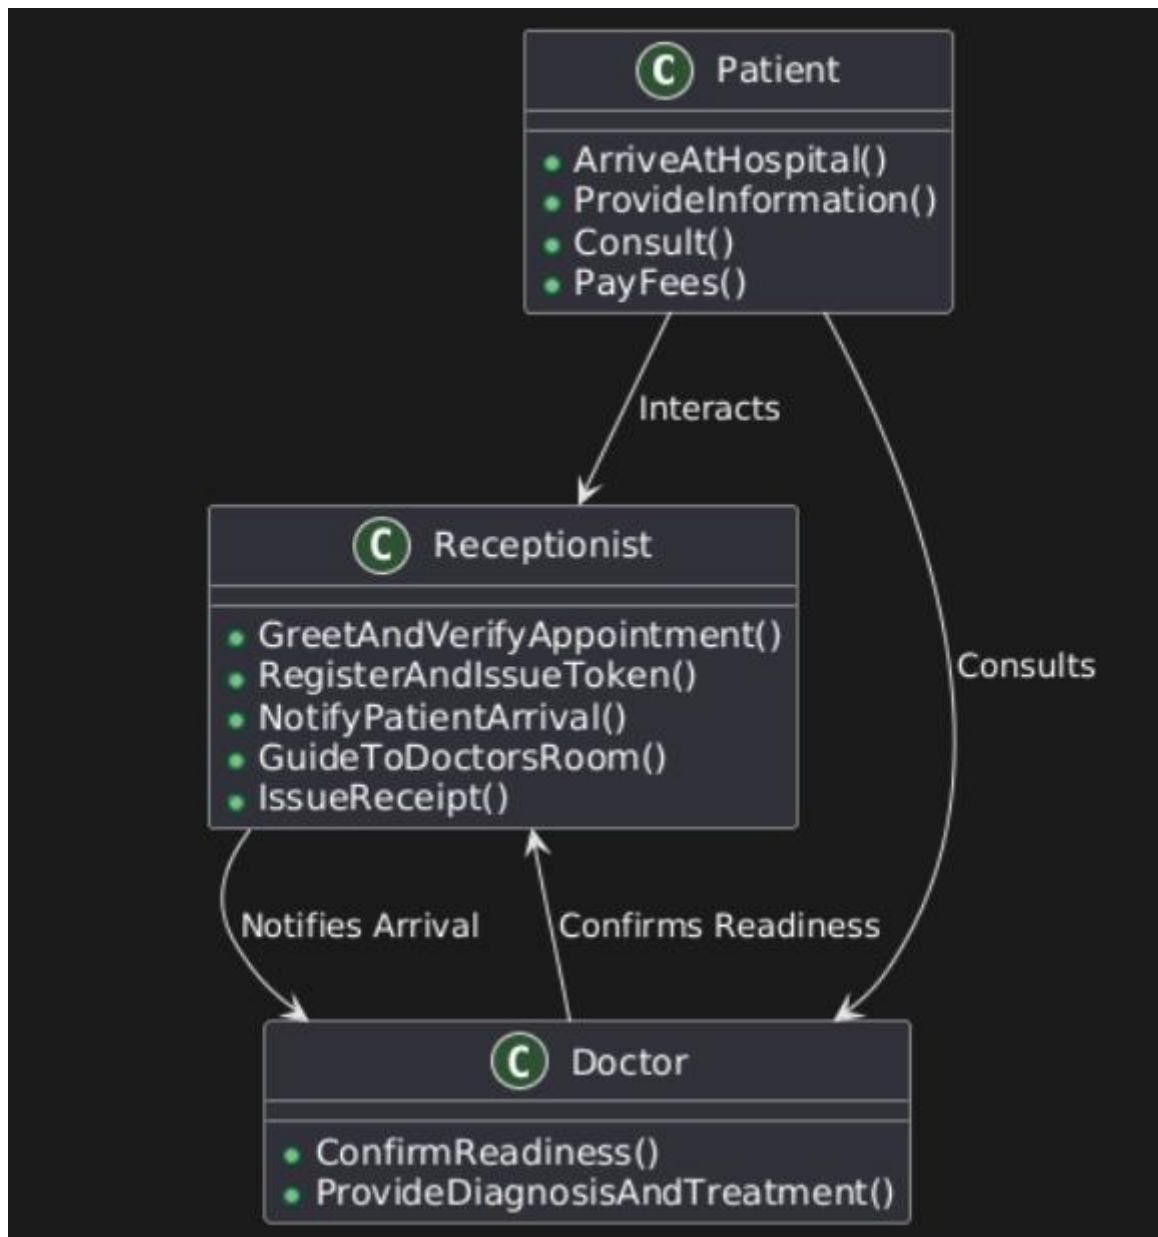 C Patient
ArriveAtHospital()
ProvideInformation()
Consult()
PayFees()
Interacts
C Receptionist
GreetAndVerifyAppointment()
RegisterAndIssueToken()
NotifyPatientArrival()
GuideToDoctorsRoom()
IssueReceipt()
Consults
Notifies Arrival
Confirms Readiness
C Doctor
ConfirmReadiness()
ProvideDiagnosisAndTreatment()